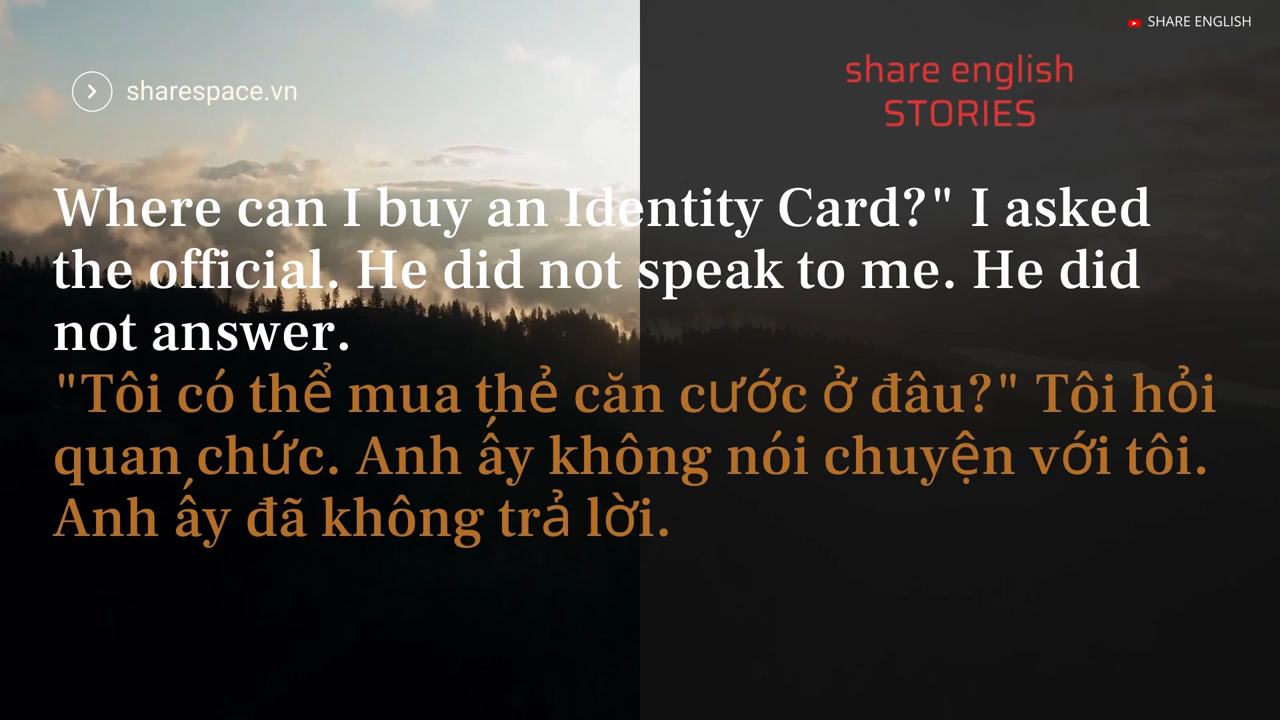 SHARE ENGLISH
sharespace.vn
share english
STORIES
Where can I buy an Identity Card?" I asked
the official. He did not speak to me. He did
not answer.
"Tôi có thể mua thẻ căn cước ở đâu?" Tôi hỏi
quan chức. Anh ấy không nói chuyện với tôi.
Anh ấy đã không trả lời.